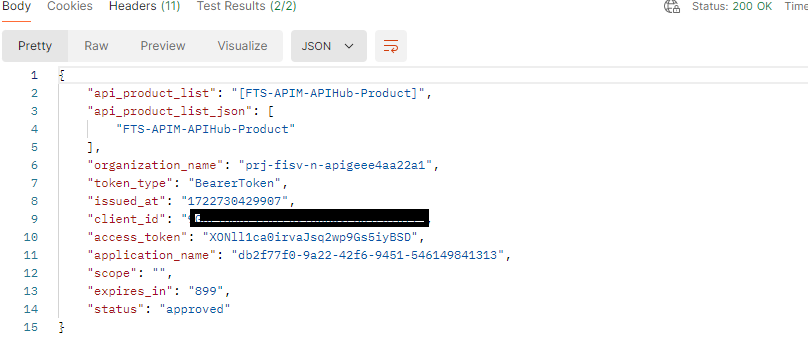 Body Cookies Headers (11) Test Results (2/2) Status: 200 OK Time
Pretty Raw Preview Visualize JSON
1 {
2 "api_product_list": "[FTS-APIM-APIHub-Product]",
3 "api_product_list_json": [
4 "FTS-APIM-APIHub-Product"
5 ],
6 "organization_name": "prj-fisv-n-apigeee4aa22a1",
7 "token_type": "BearerToken",
8 "issued_at": "1722730429907",
9 "client_id": "
10 "access_token": "XONll1ca0irvaJsq2wp9Gs5iyBSD",
11 "application_name": "db2f77f0-9a22-42f6-9451-546149841313",
12 "scope": "",
13 "expires_in": "899",
14 "status": "approved"
15 }